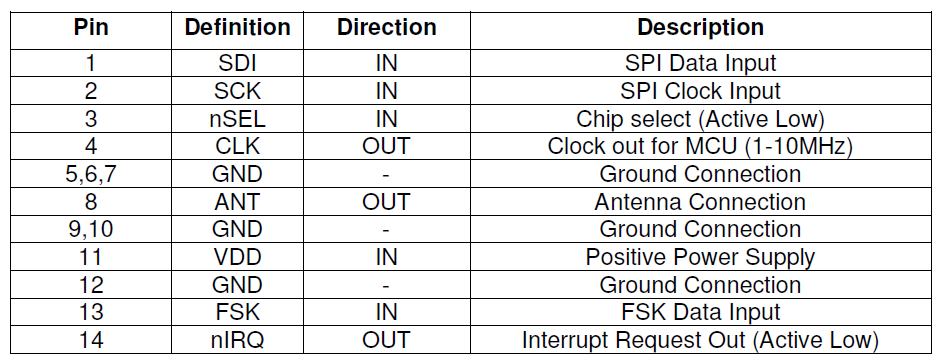 Pin Definition Direction Description
1 SDI IN SPI Data Input
2 SCK IN SPI Clock Input
3 nSEL IN Chip select (Active Low)
4 CLK OUT Clock out for MCU (1-10MHz)
5,6,7 GND - Ground Connection
8 ANT OUT Antenna Connection
9,10 GND - Ground Connection
11 VDD IN Positive Power Supply
12 GND - Ground Connection
13 FSK IN FSK Data Input
14 nIRQ OUT Interrupt Request Out (Active Low)